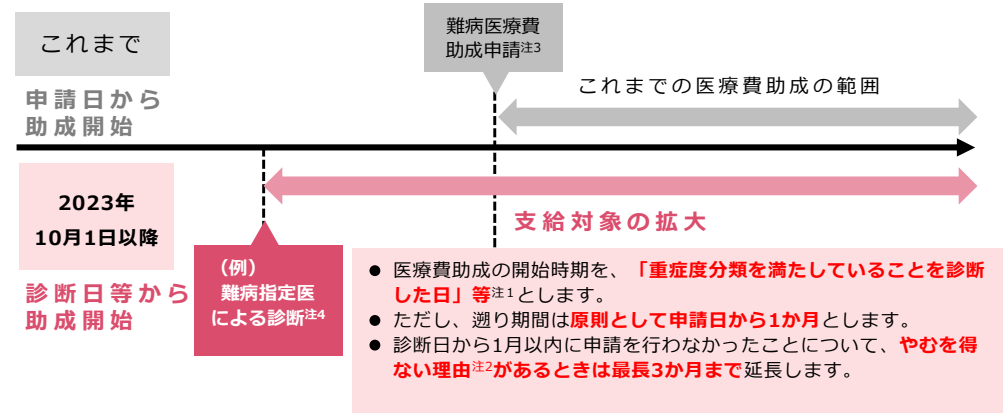 これまで
申請日から
助成開始
難病医療費
助成申請注3
これまでの医療費助成の範囲
2023年
10月1日以降
診断日等から
助成開始
支給対象の拡大
（例）
難病指定医
による診断注4
● 医療費助成の開始時期を、「重症度分類を満たしていることを診断
した日」等注1とします。
● ただし、遡り期間は原則として申請日から1か月とします。
● 診断日から1月以内に申請を行わなかったことについて、やむを得
ない理由注2があるときは最長3か月まで延長します。